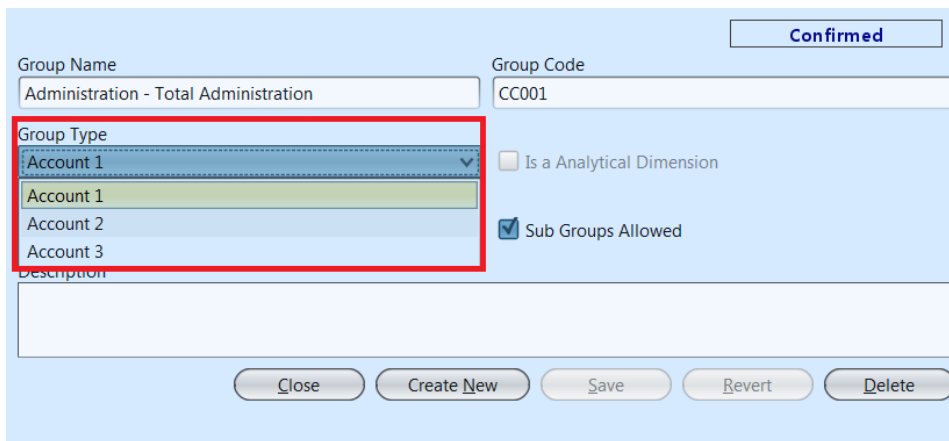 Confirmed
Group Name
Group Code
Administration - Total Administration
CC001
Group Type
Account 1
Is a Analytical Dimension
Account 1
Account 2
Sub Groups Allowed
Account 3
Description
Close
Create New
Save
Revert
Delete